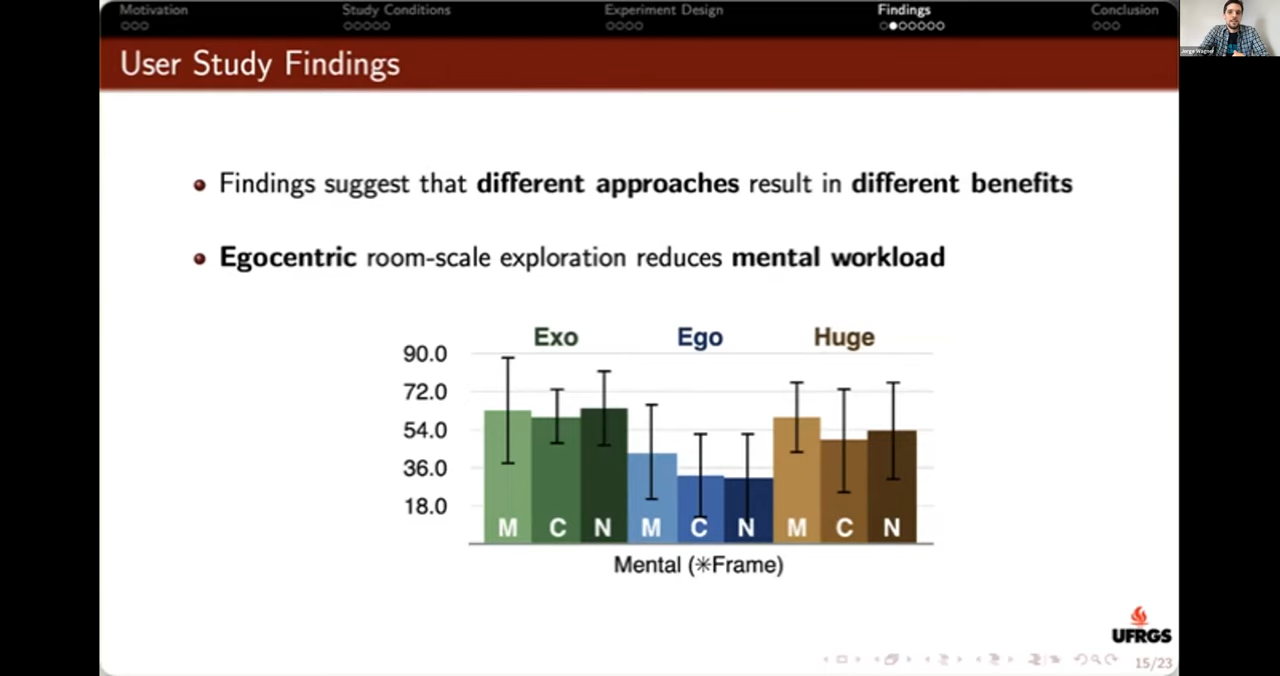 Motivation
Study Conditions
Experiment Design
Findings
Conclusion
User Study Findings
Findings suggest that different approaches result in different benefits
Egocentric room-scale exploration reduces mental workload
Exo Ego Huge
90.0
72.0
54.0
36.0
18.0
M C N M C N M C N
Mental (✳Frame)
UFRGS
15/23